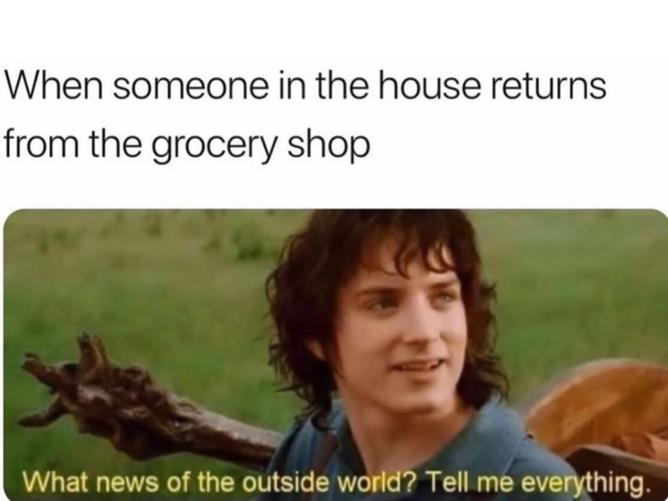 When someone in the house returns
from the grocery shop
What news of the outside world? Tell me everything.